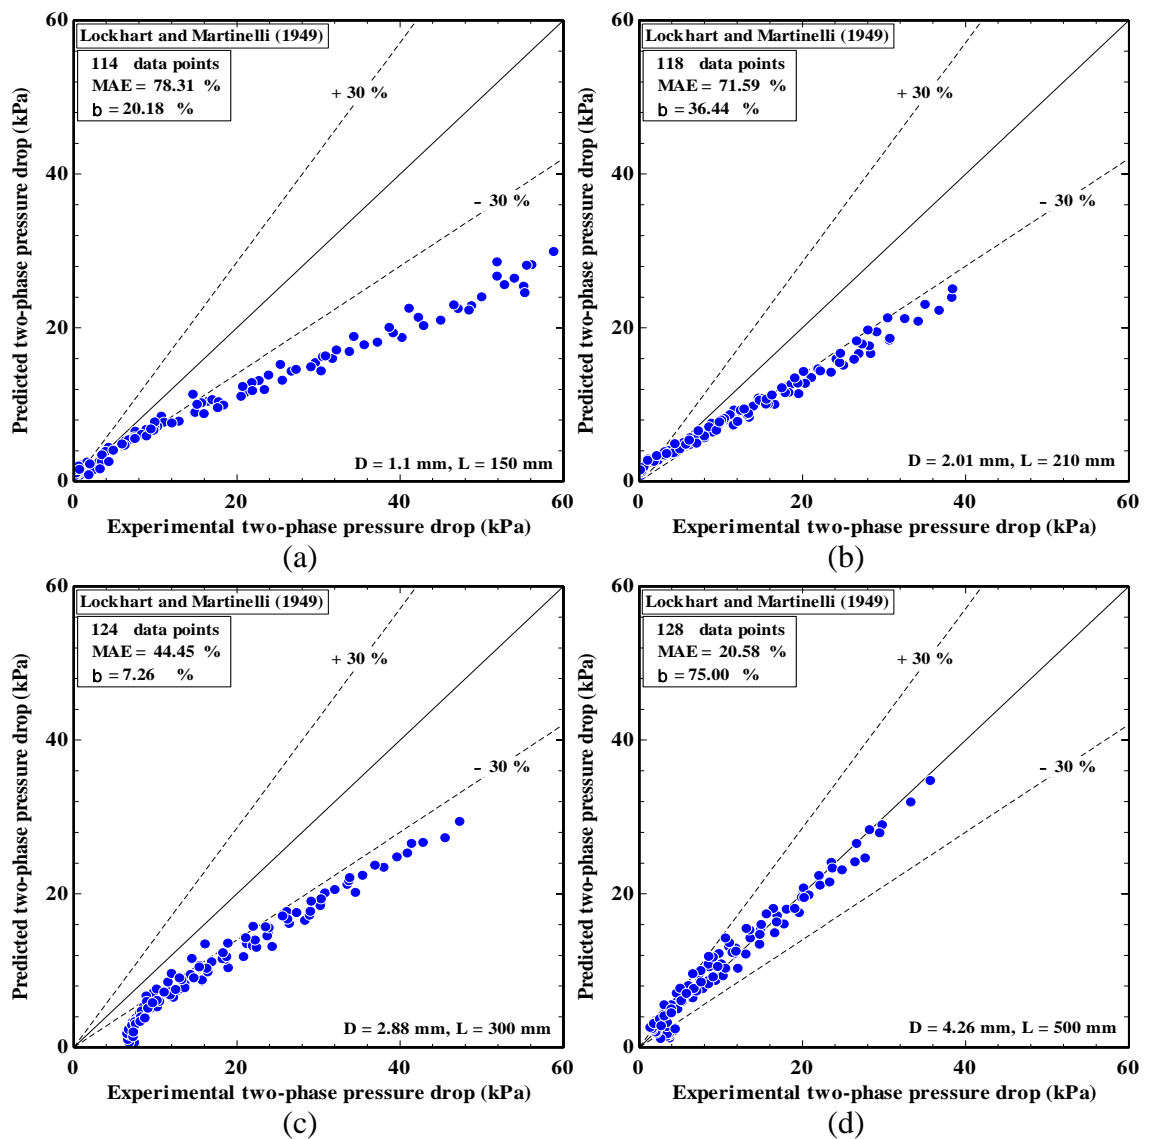 Lockhart and Martinelli (1949)
114 data points
MAE = 78.31 %
b = 20.18 %
+ 30 %
- 30 %
D = 1.1 mm, L = 150 mm
60
40
20
0
0 20 40 60
Predicted two-phase pressure drop (kPa)
Experimental two-phase pressure drop (kPa)
(a)
Lockhart and Martinelli (1949)
118 data points
MAE = 71.59 %
b = 36.44 %
+ 30 %
- 30 %
D = 2.01 mm, L = 210 mm
60
40
20
0
0 20 40 60
Predicted two-phase pressure drop (kPa)
Experimental two-phase pressure drop (kPa)
(b)
Lockhart and Martinelli (1949)
124 data points
MAE = 44.45 %
b = 7.26 %
+ 30 %
- 30 %
D = 2.88 mm, L = 300 mm
60
40
20
0
0 20 40 60
Predicted two-phase pressure drop (kPa)
Experimental two-phase pressure drop (kPa)
(c)
Lockhart and Martinelli (1949)
128 data points
MAE = 20.58 %
b = 75.00 %
+ 30 %
- 30 %
D = 4.26 mm, L = 500 mm
60
40
20
0
0 20 40 60
Predicted two-phase pressure drop (kPa)
Experimental two-phase pressure drop (kPa)
(d)